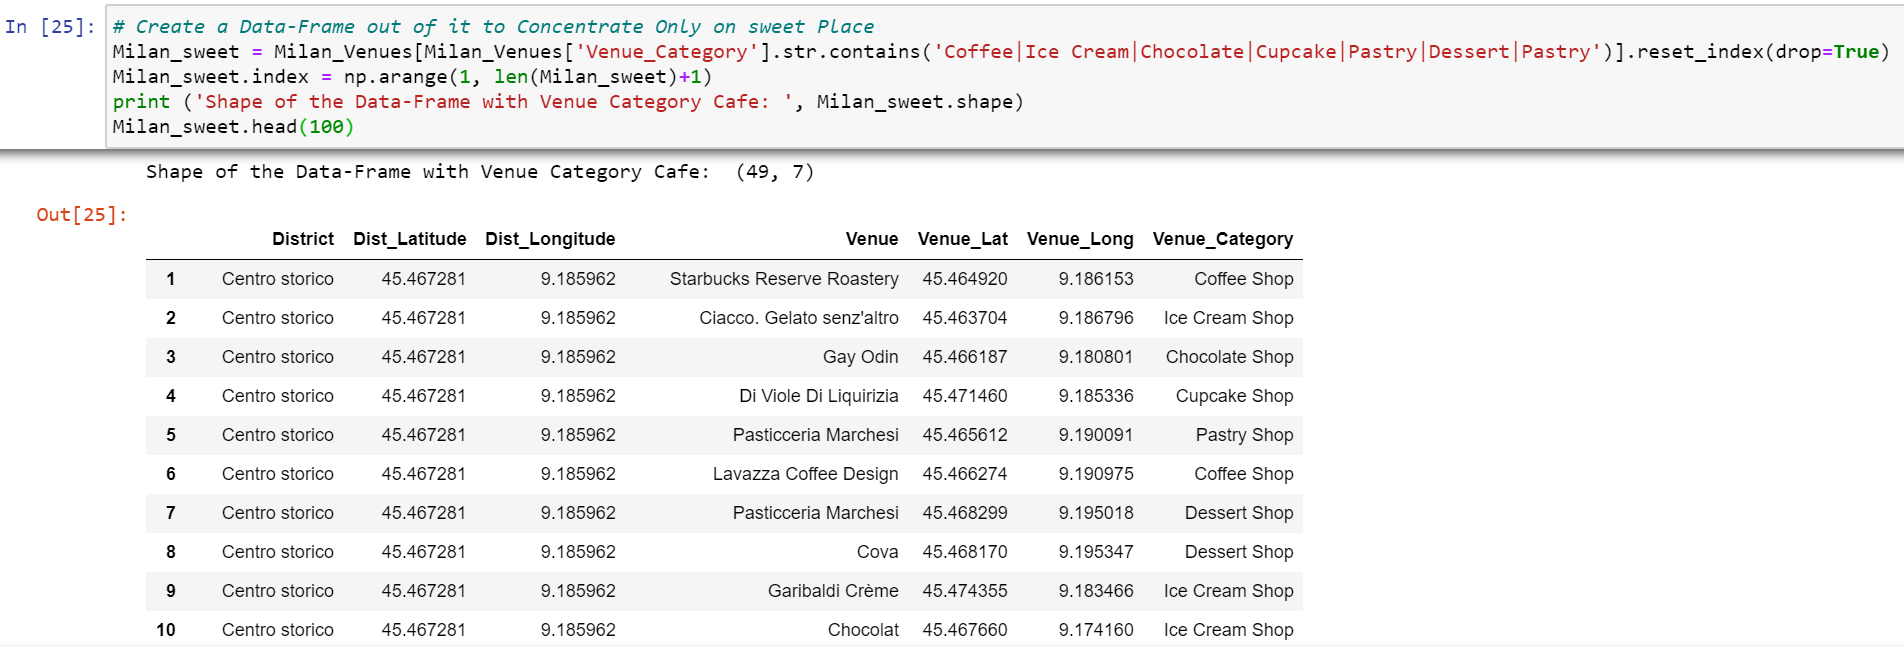 In [25]: # Create a Data-Frame out of it to Concentrate Only on sweet Place
Milan_sweet = Milan_Venues[Milan_Venues['Venue_Category'].str.contains('Coffee|Ice Cream|Chocolate|Cupcake|Pastry|Dessert|Pastry')].reset_index(drop=True)
Milan_sweet.index = np.arange(1, len(Milan_sweet)+1)
print ('Shape of the Data-Frame with Venue Category Cafe: ', Milan_sweet.shape)
Milan_sweet.head(100)
Shape of the Data-Frame with Venue Category Cafe:  (49, 7)
Out[25]:
District Dist_Latitude Dist_Longitude Venue Venue_Lat Venue_Long Venue_Category
1 Centro storico 45.467281 9.185962 Starbucks Reserve Roastery 45.464920 9.186153 Coffee Shop
2 Centro storico 45.467281 9.185962 Ciacco. Gelato senz'altro 45.463704 9.186796 Ice Cream Shop
3 Centro storico 45.467281 9.185962 Gay Odin 45.466187 9.180801 Chocolate Shop
4 Centro storico 45.467281 9.185962 Di Viole Di Liquirizia 45.471460 9.185336 Cupcake Shop
5 Centro storico 45.467281 9.185962 Pasticceria Marchesi 45.465612 9.190091 Pastry Shop
6 Centro storico 45.467281 9.185962 Lavazza Coffee Design 45.466274 9.190975 Coffee Shop
7 Centro storico 45.467281 9.185962 Pasticceria Marchesi 45.468299 9.195018 Dessert Shop
8 Centro storico 45.467281 9.185962 Cova 45.468170 9.195347 Dessert Shop
9 Centro storico 45.467281 9.185962 Garibaldi Crème 45.474355 9.183466 Ice Cream Shop
10 Centro storico 45.467281 9.185962 Chocolat 45.467660 9.174160 Ice Cream Shop